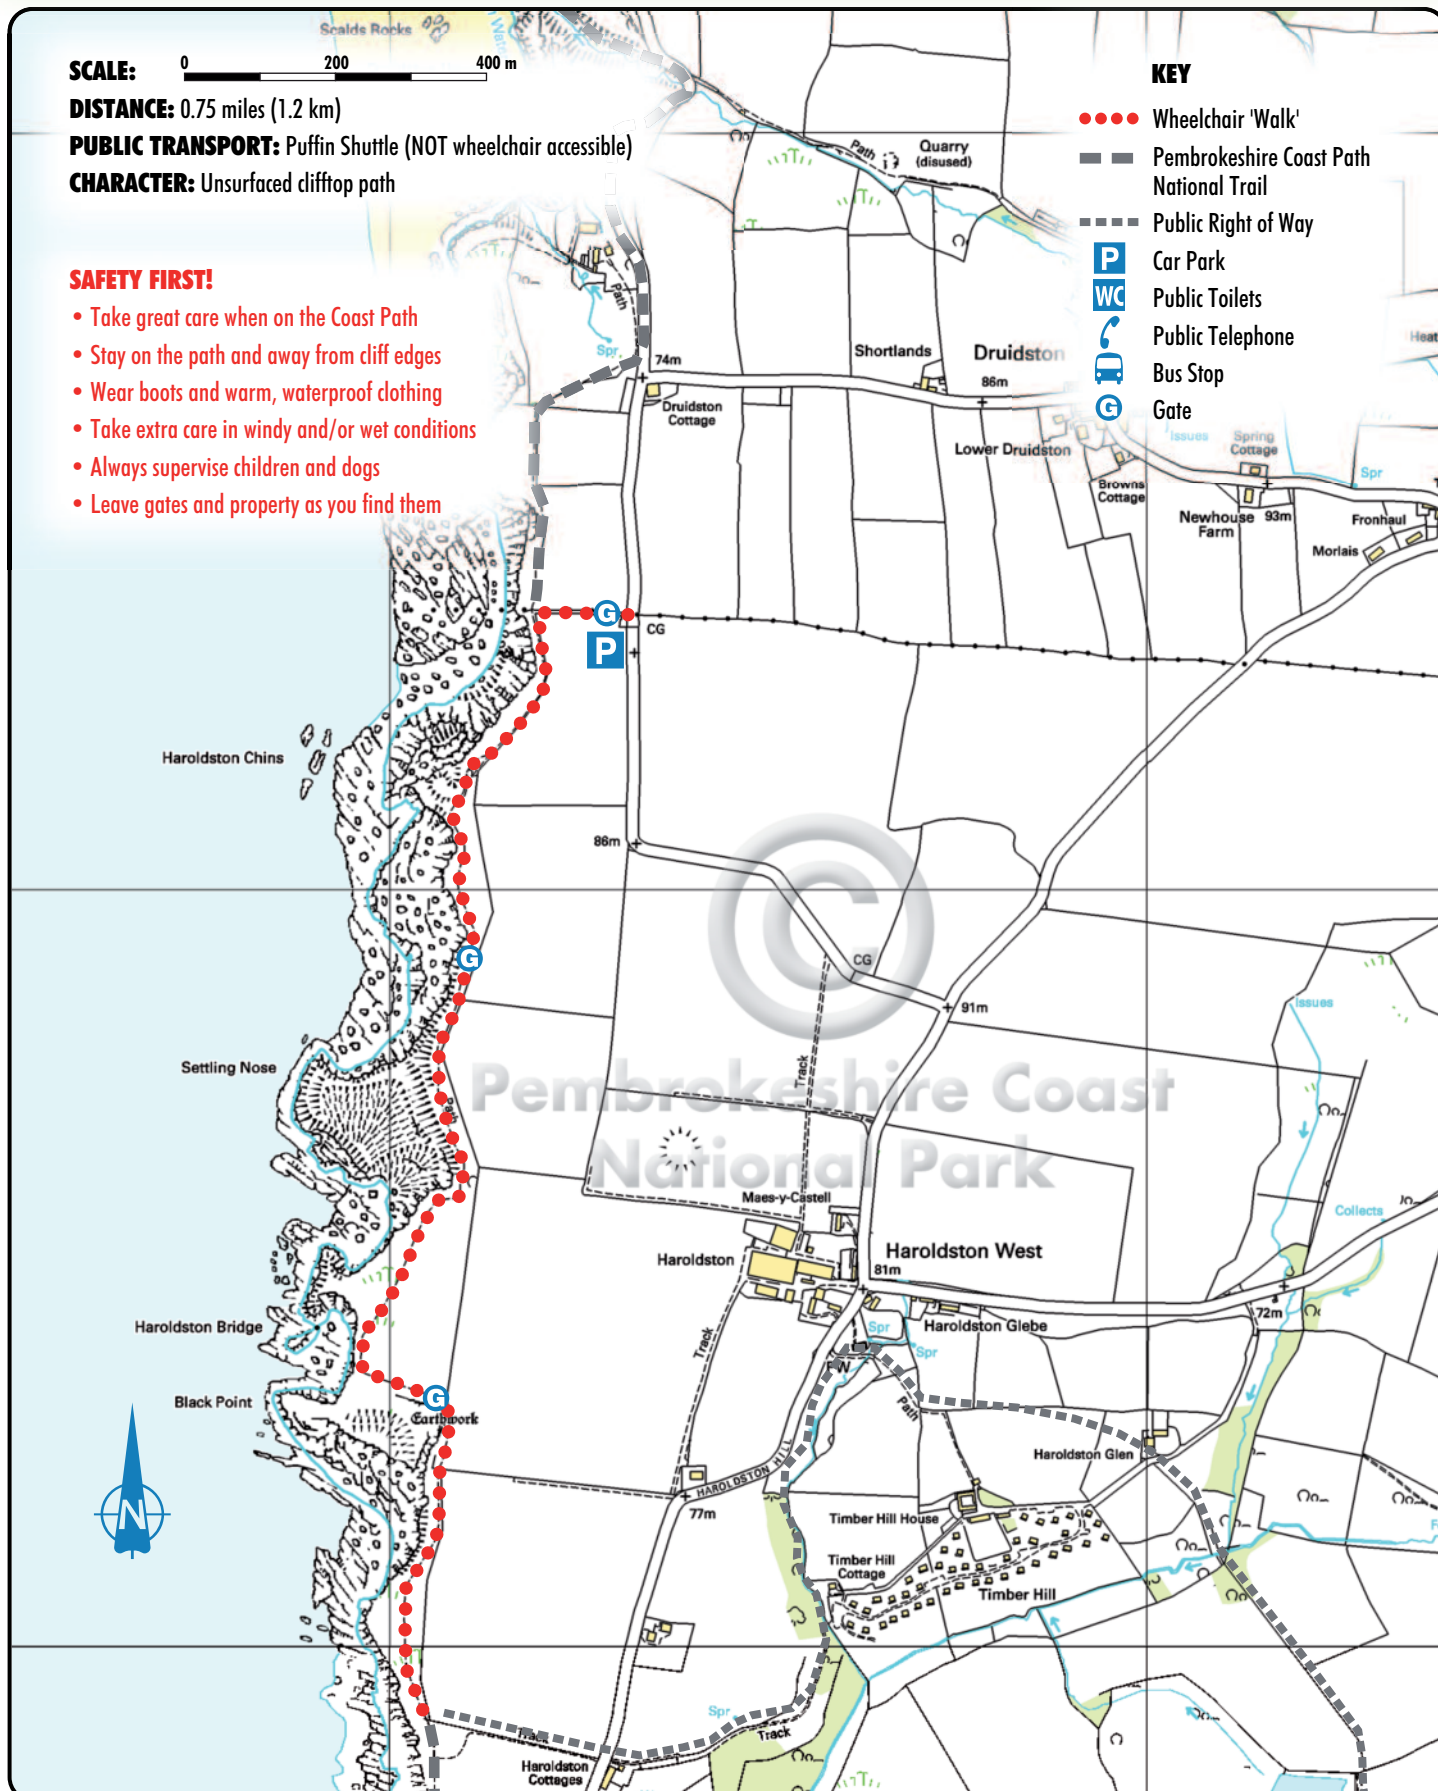 Scalds Rocks
SCALE:
0 200 400 m
DISTANCE: 0.75 miles (1.2 km)
PUBLIC TRANSPORT: Puffin Shuttle (NOT wheelchair accessible)
CHARACTER: Unsurfaced clifftop path
SAFETY FIRST!
• Take great care when on the Coast Path
• Stay on the path and away from cliff edges
• Wear boots and warm, waterproof clothing
• Take extra care in windy and/or wet conditions
• Always supervise children and dogs
• Leave gates and property as you find them
KEY
Wheelchair 'Walk'
Pembrokeshire Coast Path
National Trail
Public Right of Way
P Car Park
WC Public Toilets
Public Telephone
Bus Stop
G Gate
Path
Quarry
(disused)
Path
Spr
74m
Shortlands
Druidston
86m
Druidston
Cottage
Lower Druidston
Issues
Spring
Cottage
Spr
Browns
Cottage
Newhouse
Farm
93m
Fronhaul
Morlais
G
P
CG
Haroldston Chins
86m
G
CG
91m
Issues
Settling Nose
Path
Track
Pembrokeshire Coast
National Park
©
Maes-y-Castell
Collects
Haroldston
Haroldston West
81m
72m
Haroldston Bridge
Spr
Haroldston Glebe
Spr
Track
PW
Black Point
G
Earthwork
Path
Haroldston Glen
HAROLDSTON HILL
N
77m
Timber Hill House
Timber Hill
Cottage
Timber Hill
Spr
Track
Track
Haroldston
Cottages